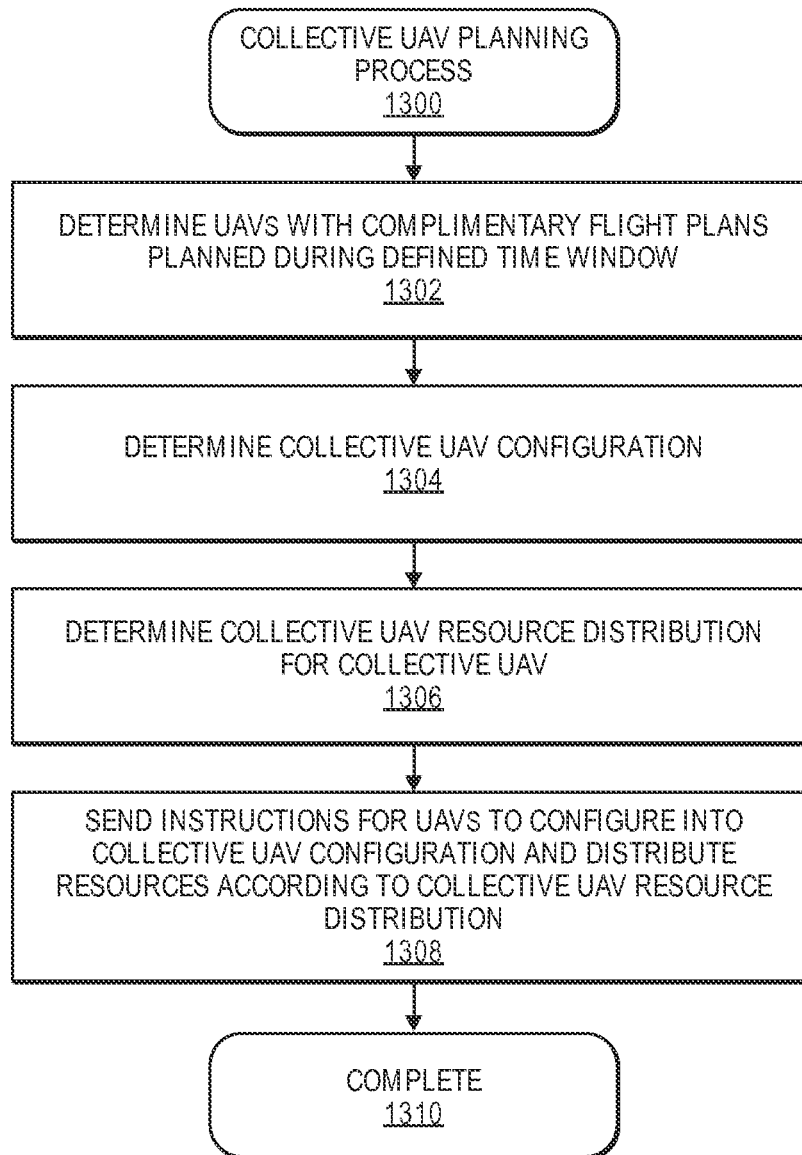 COLLECTIVE UAV PLANNING
PROCESS
1300
DETERMINE UAVs WITH COMPLIMENTARY FLIGHT PLANS
PLANNED DURING DEFINED TIME WINDOW
1302
DETERMINE COLLECTIVE UAV CONFIGURATION
1304
DETERMINE COLLECTIVE UAV RESOURCE DISTRIBUTION
FOR COLLECTIVE UAV
1306
SEND INSTRUCTIONS FOR UAVs TO CONFIGURE INTO
COLLECTIVE UAV CONFIGURATION AND DISTRIBUTE
RESOURCES ACCORDING TO COLLECTIVE UAV RESOURCE
DISTRIBUTION
1308
COMPLETE
1310